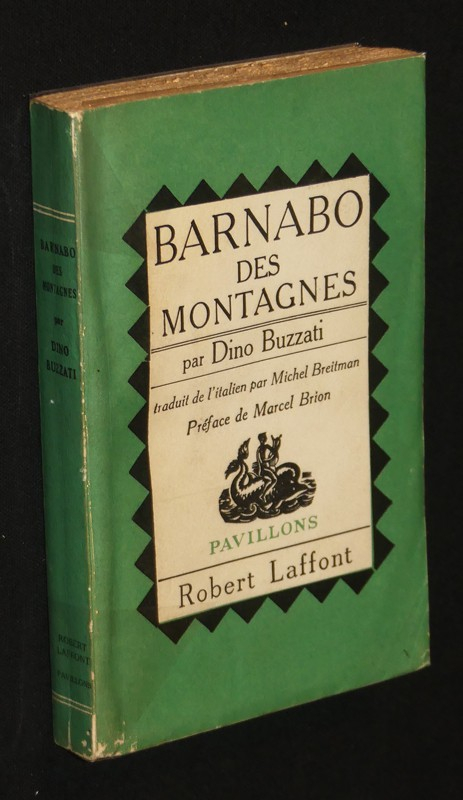 BARNABO
DES
MONTAGNES
par Dino Buzzati
traduit de l'italien par Michel Breitman
Préface de Marcel Brion
PAVILLONS
Robert Laffont
BARNABO
DES
MONTAGNES
par
DINO
BUZZATI
ROBERT
LAFFONT
PAVILLONS